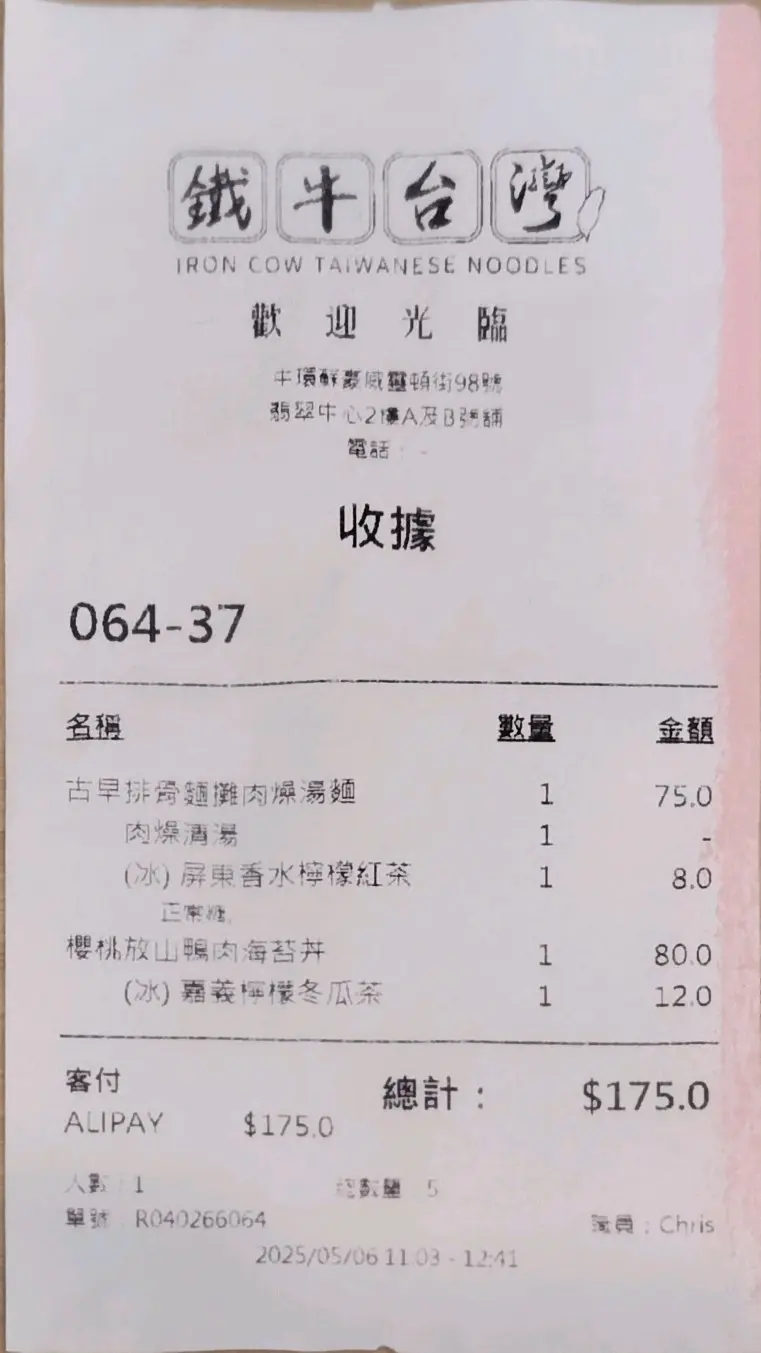 鐵牛台灣
IRON COW TAIWANESE NOODLES
歡迎光臨
中環蘇豪威靈頓街98號
翡翠中心2樓A及B號舖
電話： -
收據
064-37
名稱 數量 金額
古早排骨麵攤肉燥湯麵 1 75.0
肉燥清湯 1 -
(冰) 屏東香水檸檬紅茶 1 8.0
正常糖,
櫻桃放山鴨肉海苔丼 1 80.0
(冰) 嘉義檸檬冬瓜茶 1 12.0
客付 總計： $175.0
ALIPAY $175.0
人數：1 總數量：5
單號：R040266064 職員：Chris
2025/05/06 11:03 - 12:41